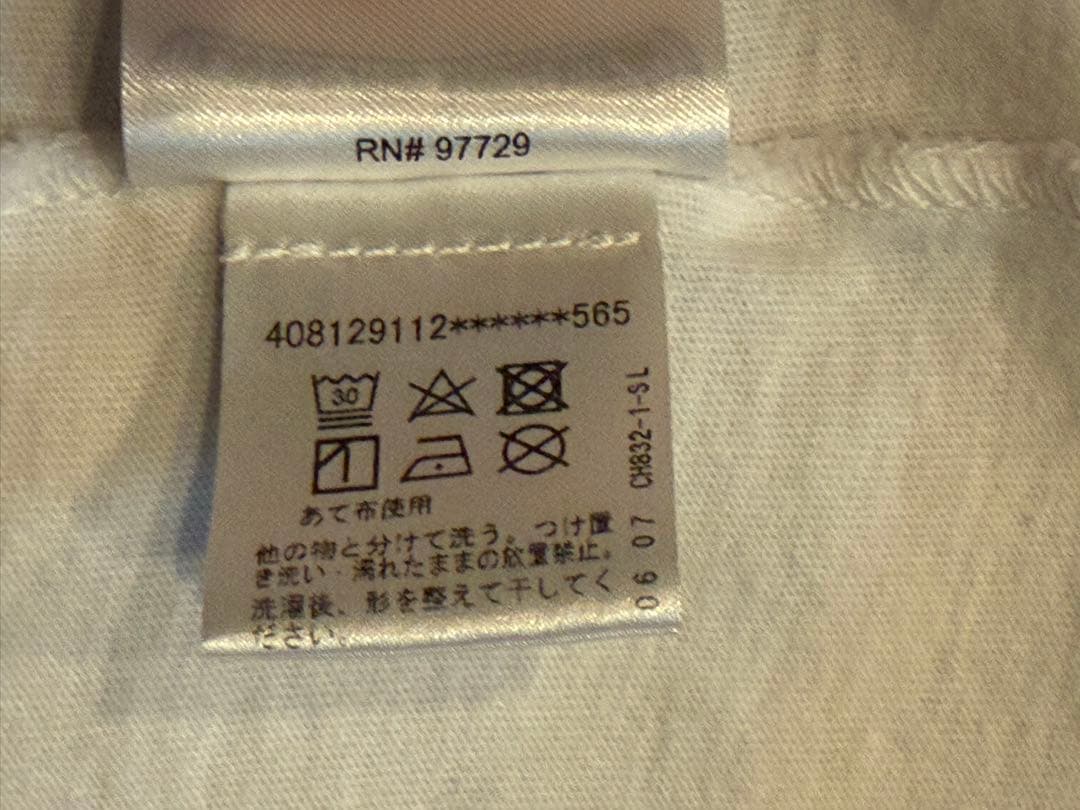 RN# 97729
408129112******565
30
あて布使用
他の物と分けて洗う。つけ置
き洗い・濡れたままの放置禁止。
洗濯後、形を整えて干してく
ださい。
CH832-1-SL
06 07